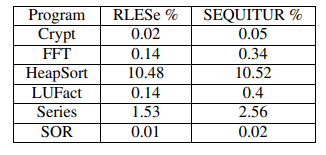 Program RLESe % SEQUITUR %
Crypt 0.02 0.05
FFT 0.14 0.34
HeapSort 10.48 10.52
LUFact 0.14 0.4
Series 1.53 2.56
SOR 0.01 0.02